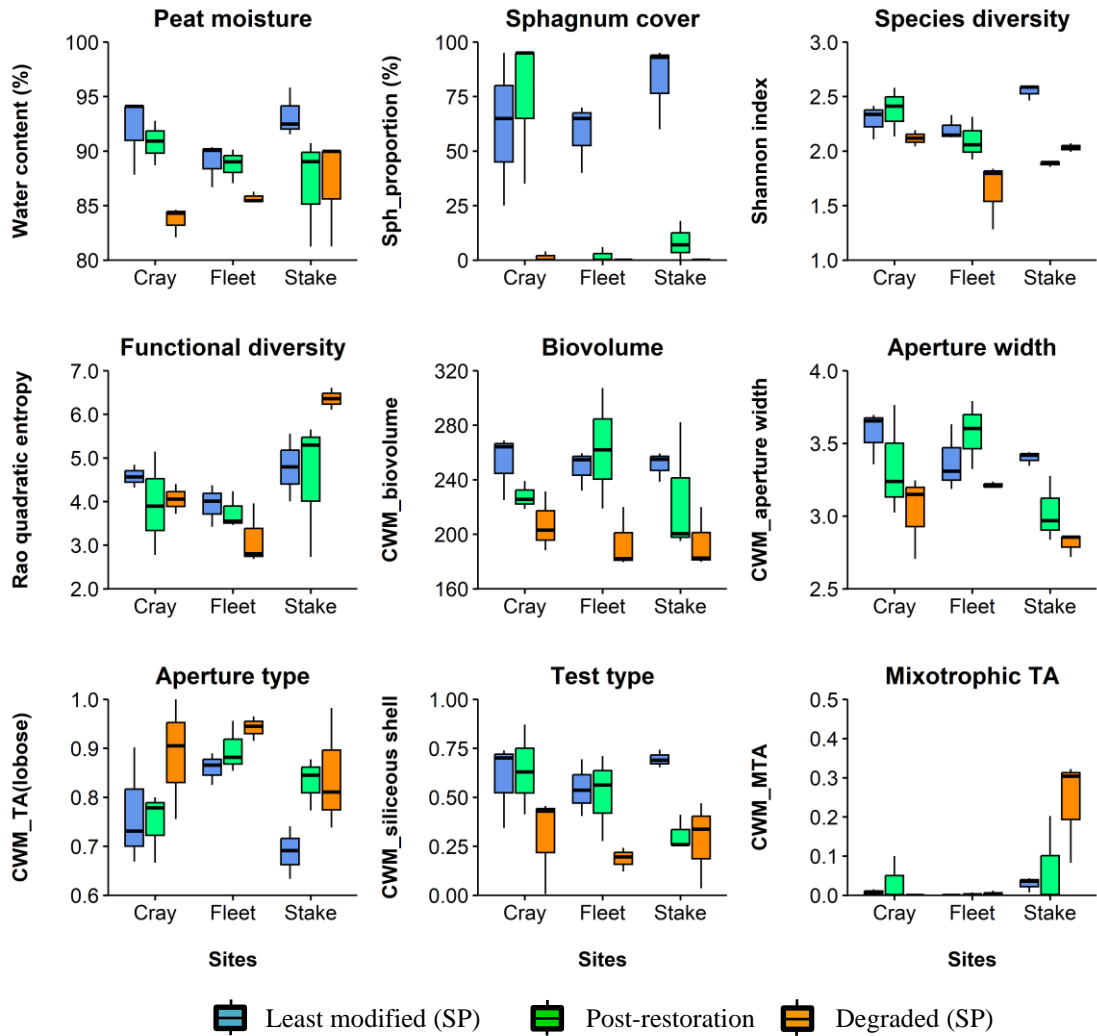 Peat moisture
Water content (%)
100
95
90
85
80
Cray Fleet Stake
Sphagnum cover
Sph_proportion (%)
100
75
50
25
0
Cray Fleet Stake
Species diversity
Shannon index
3.0
2.5
2.0
1.5
1.0
Cray Fleet Stake
Functional diversity
Rao quadratic entropy
7.0
6.0
5.0
4.0
3.0
2.0
Cray Fleet Stake
Biovolume
CWM_biovolume
320
280
240
200
160
Cray Fleet Stake
Aperture width
CWM_aperture width
4.0
3.5
3.0
2.5
Cray Fleet Stake
Aperture type
CWM_TA(lobose)
1.0
0.9
0.8
0.7
0.6
Cray Fleet Stake
Sites
Test type
CWM_siliceous shell
1.00
0.75
0.50
0.25
0.00
Cray Fleet Stake
Sites
Mixotrophic TA
CWM_MTA
0.5
0.4
0.3
0.2
0.1
0.0
Cray Fleet Stake
Sites
Least modified (SP) Post-restoration Degraded (SP)